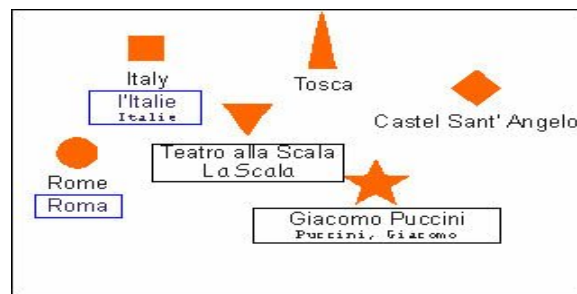 Italy
l'Italie
Italie
Tosca
Castel Sant' Angelo
Teatro alla Scala
La Scala
Rome
Roma
Giacomo Puccini
Puccini, Giacomo